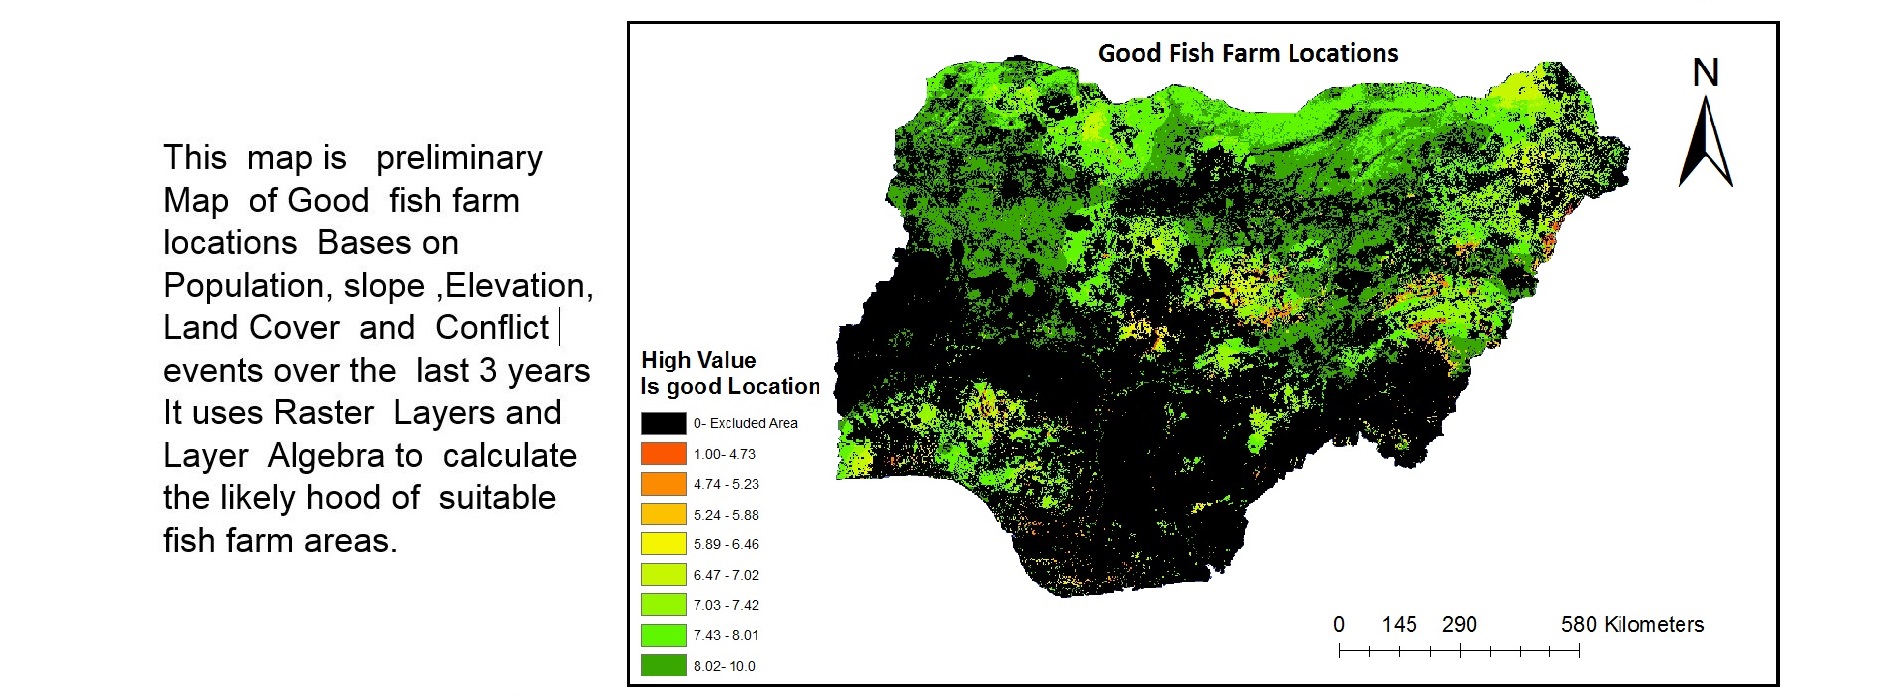 This map is preliminary
Map of Good fish farm
locations Bases on
Population, slope ,Elevation,
Land Cover and Conflict
events over the last 3 years
It uses Raster Layers and
Layer Algebra to calculate
the likely hood of suitable
fish farm areas.
Good Fish Farm Locations
N
High Value
Is good Location
0- Excluded Area
1.00- 4.73
4.74 - 5.23
5.24 - 5.88
5.89 - 6.46
6.47 - 7.02
7.03 - 7.42
7.43 - 8.01
8.02- 10.0
0 145 290 580 Kilometers